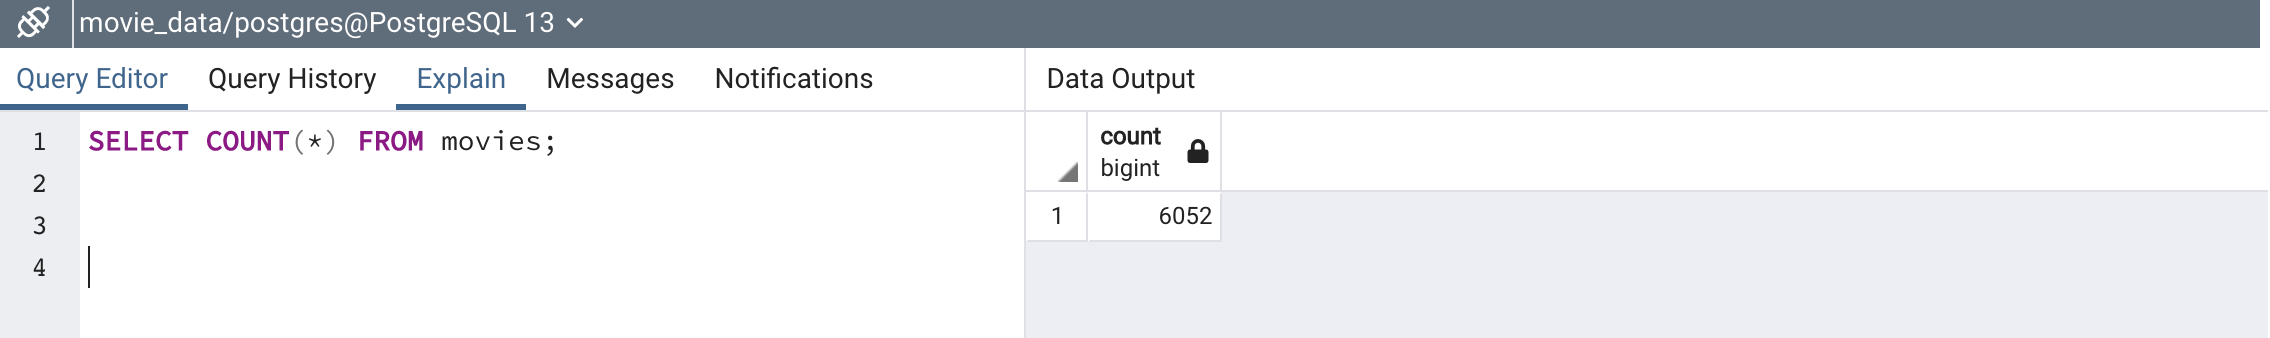 movie_data/postgres@PostgreSQL 13
Query Editor Query History Explain Messages Notifications
1 SELECT COUNT(*) FROM movies;
2
3
4
Data Output
count
bigint
1 6052